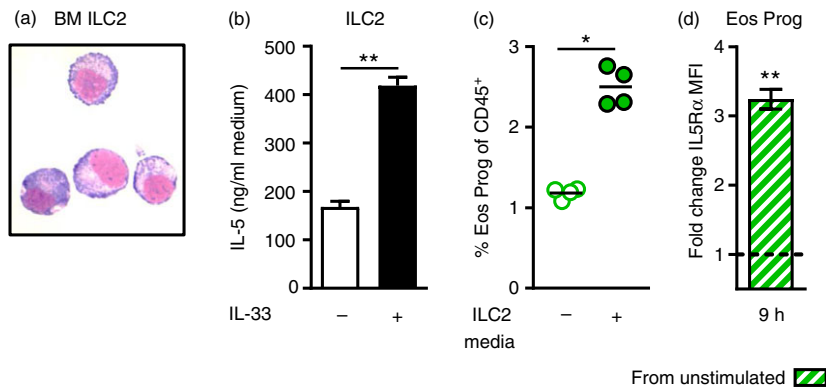 (a) BM ILC2
(b) ILC2
IL-5 (ng/ml medium)
500
400
300
200
100
0
**
IL-33 – +
(c)
% Eos Prog of CD45⁺
3
2
1
0
*
ILC2 – +
media
(d) Eos Prog
Fold change IL5Rα MFI
4
3
2
1
**
9 h
From unstimulated